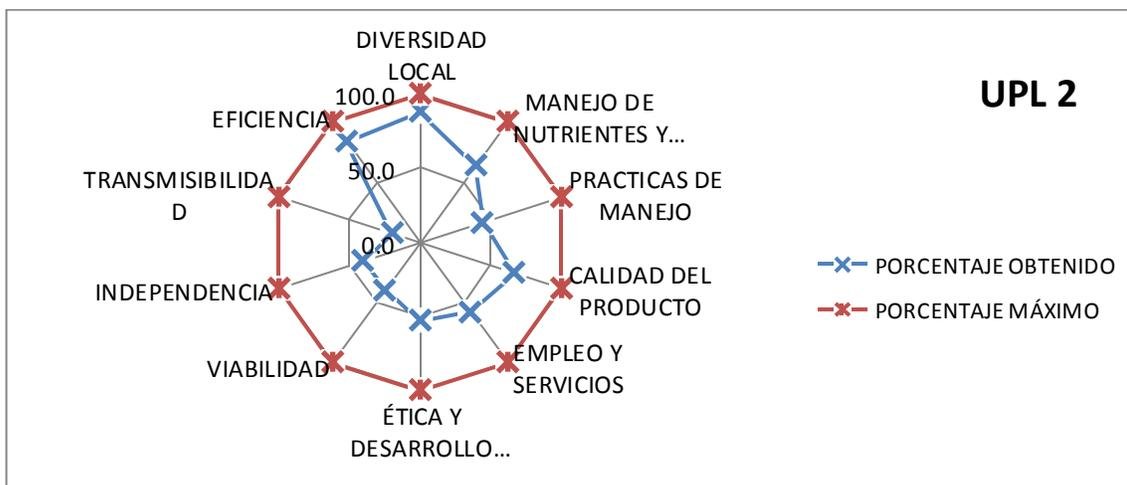 UPL 2
DIVERSIDAD
LOCAL
MANEJO DE
NUTRIENTES Y...
PRACTICAS DE
MANEJO
CALIDAD DEL
PRODUCTO
EMPLEO Y
SERVICIOS
ÉTICA Y
DESARROLLO...
VIABILIDAD
INDEPENDENCIA
TRANSMISIBILIDA
D
EFICIENCIA
100.0
50.0
0.0
PORCENTAJE OBTENIDO
PORCENTAJE MÁXIMO